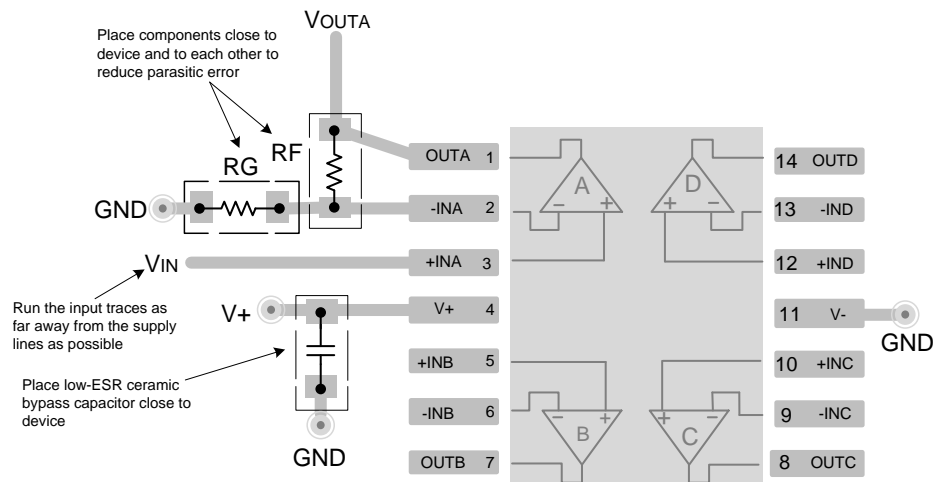 VOUTA
Place components close to
device and to each other to
reduce parasitic error
RF
RG
GND
VIN
Run the input traces as
far away from the supply
lines as possible
V+
Place low-ESR ceramic
bypass capacitor close to
device
GND
OUTA 1
-INA 2
+INA 3
V+ 4
+INB 5
-INB 6
OUTB 7
A
− +
D
+ −
− +
B
+ −
C
14 OUTD
13 -IND
12 +IND
11 V-
10 +INC
9 -INC
8 OUTC
GND